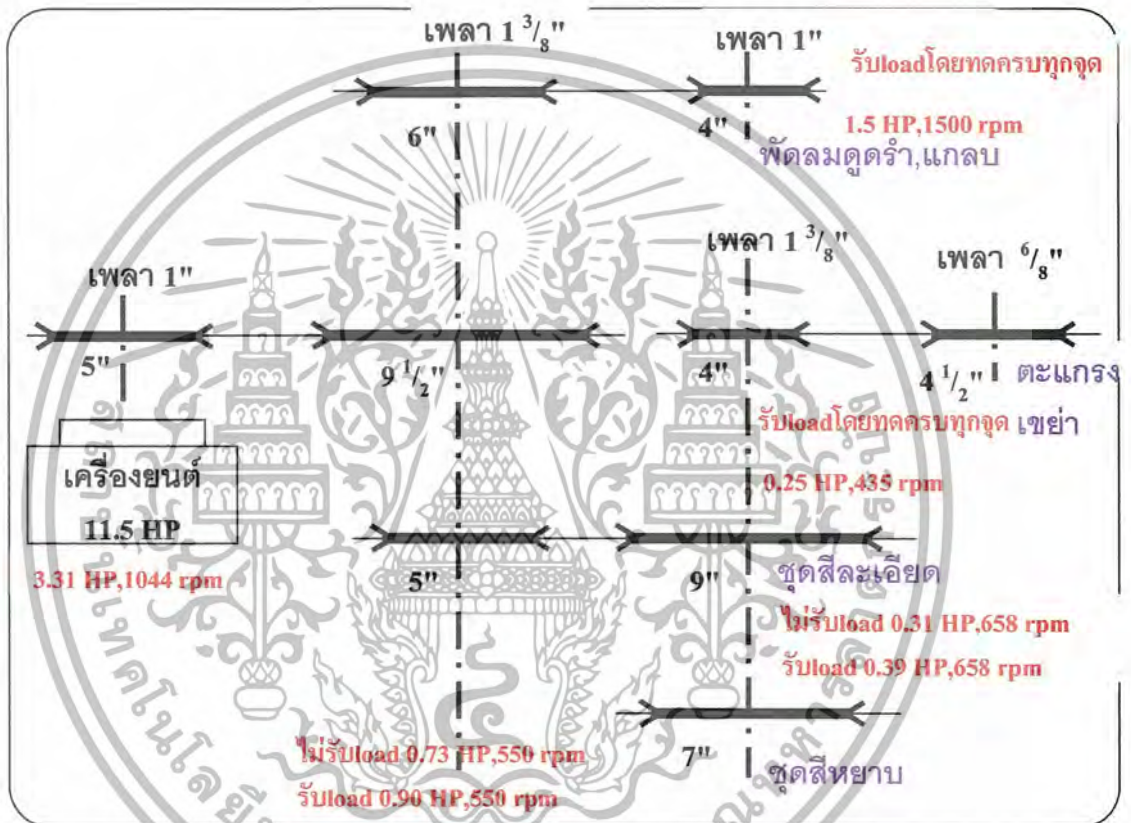 เพลา 1 3/8"
เพลา 1"
รับloadโดยทดครบทุกจุด
6"
4"
1.5 HP,1500 rpm
พัดลมดูดรำ,แกลบ
เพลา 1"
เพลา 1 3/8"
เพลา 6/8"
5"
9 1/2"
4"
4 1/2"
ตะแกรง
เขย่า
รับloadโดยทดครบทุกจุด
0.25 HP,435 rpm
เครื่องยนต์
11.5 HP
3.31 HP,1044 rpm
5"
9"
ชุดสีละเอียด
ไม่รับload 0.31 HP,658 rpm
รับload 0.39 HP,658 rpm
7"
ชุดสีหยาบ
ไม่รับload 0.73 HP,550 rpm
รับload 0.90 HP,550 rpm